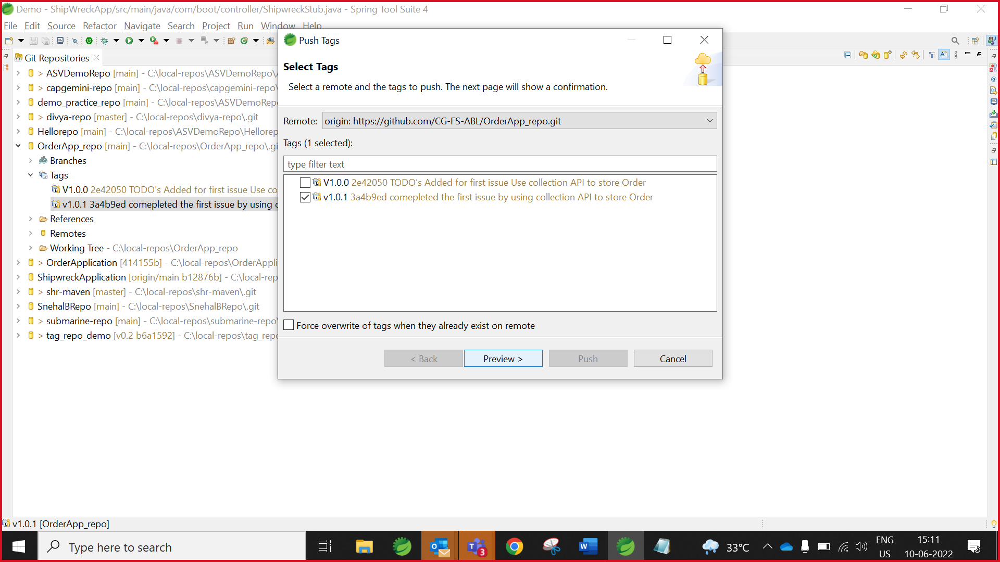 Demo - ShipWreckApp/src/main/java/com/boot/controller/ShipwreckStub.java - Spring Tool Suite 4
File Edit Source Refactor Navigate Search Project Run Window Help
Git Repositories
> ASVDemoRepo [main] - C:\local-repos\ASVDemoRepo\
> capgemini-repo [main] - C:\local-repos\capgemini-repo\
demo_practice_repo [main] - C:\local-repos\ASVDemoRepo
> divya-repo [master] - C:\local-repos\divya-repo\.git
Hellorepo [main] - C:\local-repos\ASVDemoRepo\Hellorep
OrderApp_repo [main] - C:\local-repos\OrderApp_repo\.gi
Branches
Tags
V1.0.0 2e42050 TODO's Added for first issue Use co
v1.0.1 3a4b9ed comepleted the first issue by using c
References
Remotes
Working Tree - C:\local-repos\OrderApp_repo
> OrderApplication [414155b] - C:\local-repos\OrderAppli
ShipwreckApplication [origin/main b12876b] - C:\local-rep
> shr-maven [master] - C:\local-repos\shr-maven\.git
SnehalBRepo [main] - C:\local-repos\SnehalBRepo\.git
> submarine-repo [main] - C:\local-repos\submarine-repo\
> tag_repo_demo [v0.2 b6a1592] - C:\local-repos\tag_repo
Push Tags
Select Tags
Select a remote and the tags to push. The next page will show a confirmation.
Remote: origin: https://github.com/CG-FS-ABL/OrderApp_repo.git
Tags (1 selected):
type filter text
V1.0.0 2e42050 TODO's Added for first issue Use collection API to store Order
v1.0.1 3a4b9ed comepleted the first issue by using collection API to store Order
Force overwrite of tags when they already exist on remote
< Back Preview > Push Cancel
v1.0.1 [OrderApp_repo]
Type here to search
3
33°C
ENG
US
15:11
10-06-2022